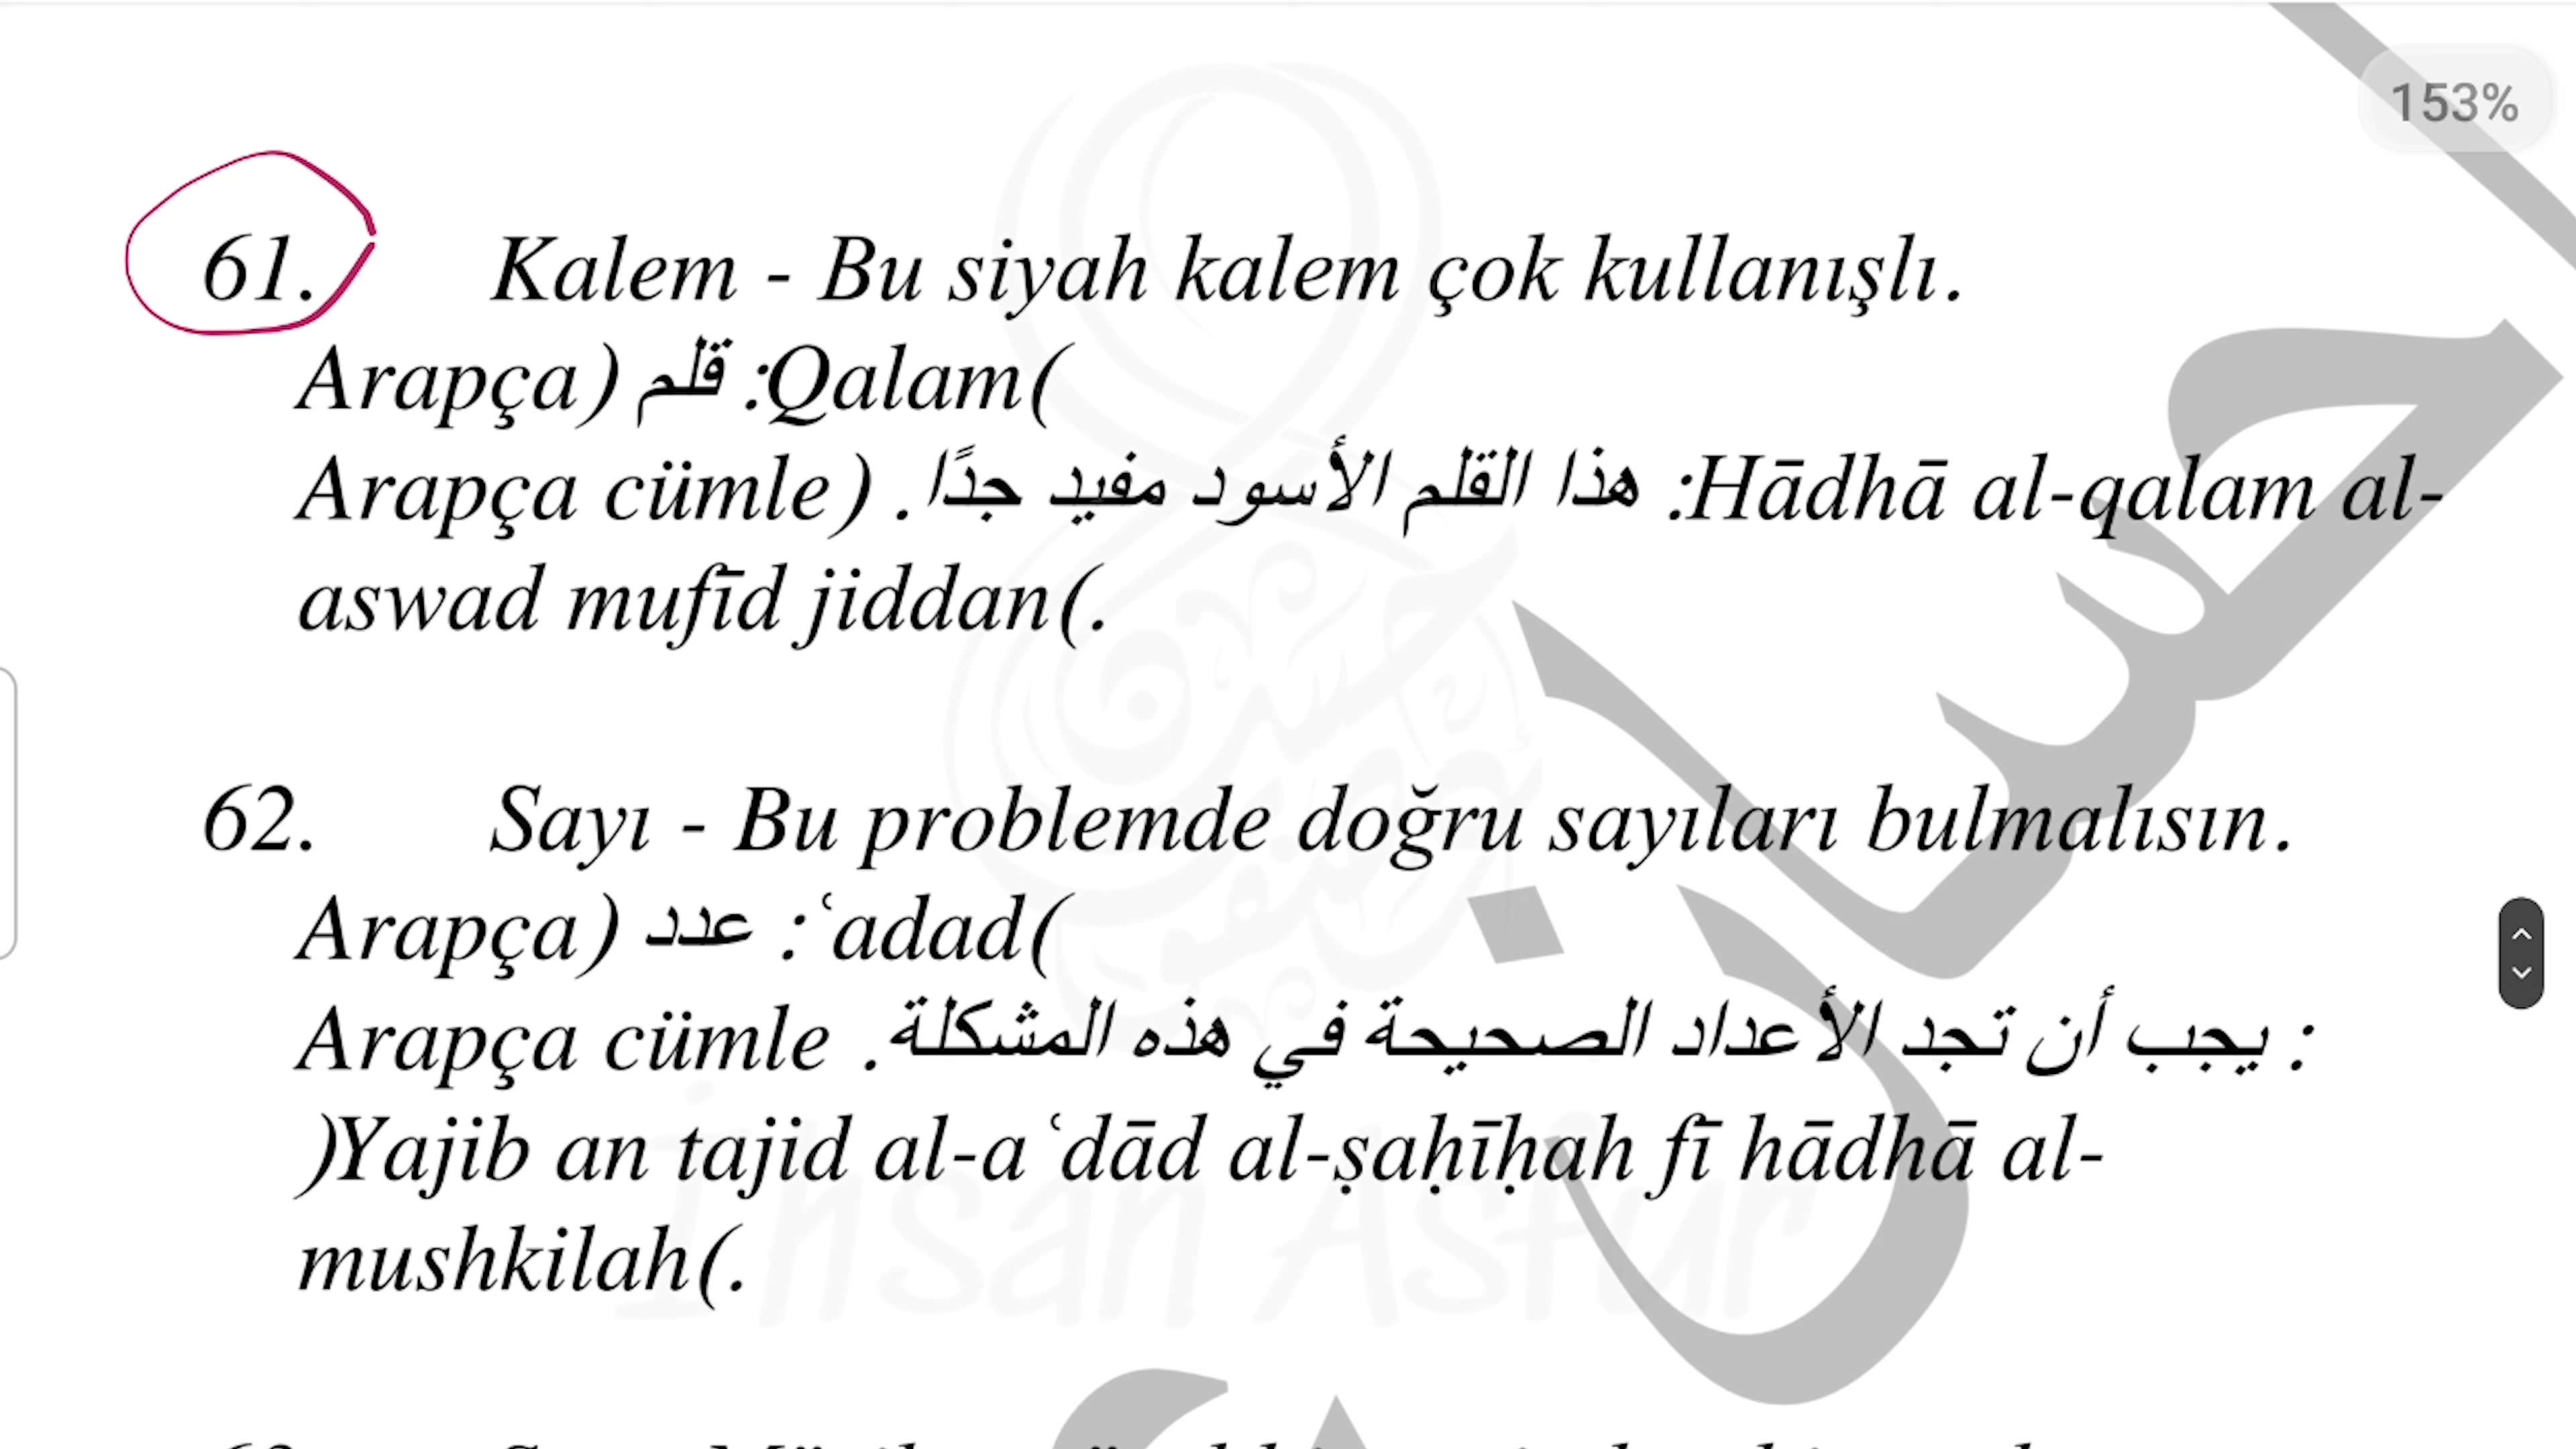 153%
61. Kalem - Bu siyah kalem çok kullanışlı.
Arapça) قلم :Qalam(
Arapça cümle) هذا القلم الأسود مفيد جدًا. :Hādhā al-qalam al-
aswad mufīd jiddan(.
62. Sayı - Bu problemde doğru sayıları bulmalısın.
Arapça) عدد :ʿadad(
Arapça cümle : يجب أن تجد الأعداد الصحيحة في هذه المشكلة.
)Yajib an tajid al-aʿdād al-ṣaḥīḥah fī hādhā al-
mushkilah(.
İhsan Asfur